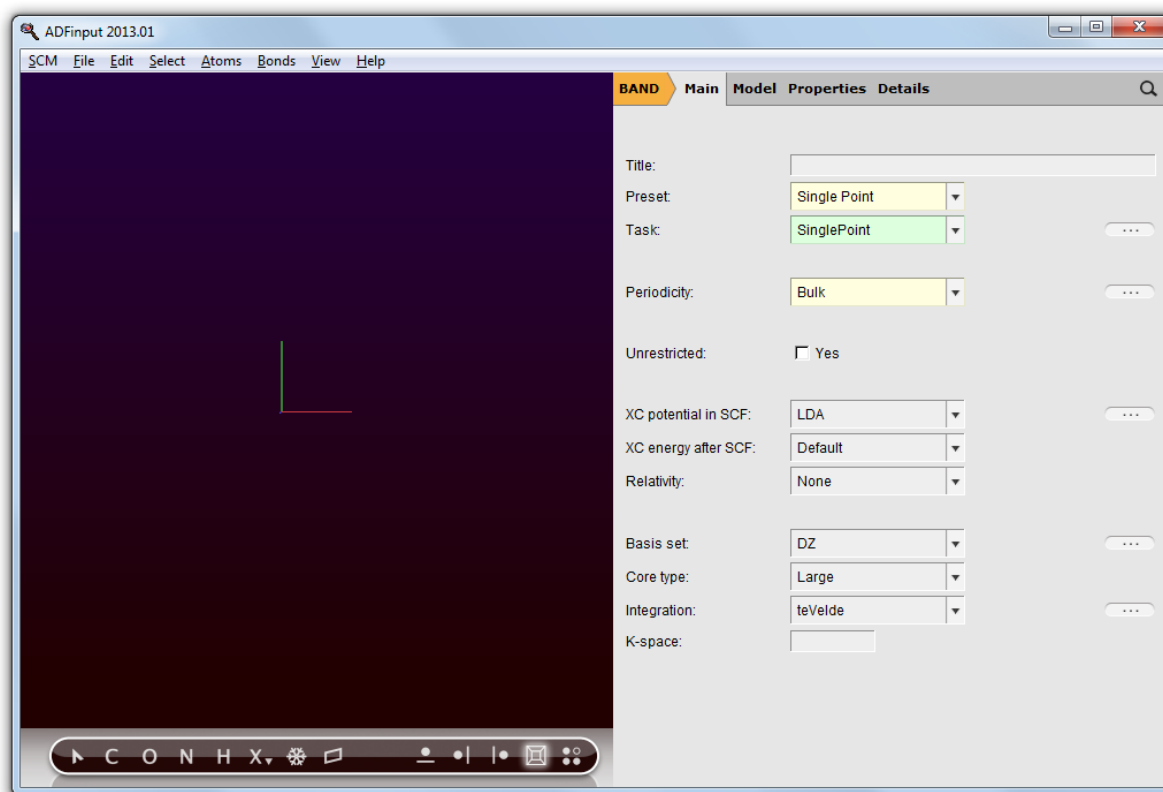 ADFinput 2013.01
SCM File Edit Select Atoms Bonds View Help
BAND Main Model Properties Details
Title:
Preset: Single Point
Task: SinglePoint ...
Periodicity: Bulk ...
Unrestricted: Yes
XC potential in SCF: LDA ...
XC energy after SCF: Default
Relativity: None
Basis set: DZ ...
Core type: Large
Integration: teVelde ...
K-space:
C O N H X